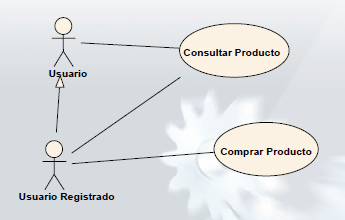 Consultar Producto
Usuario
Comprar Producto
Usuario Registrado